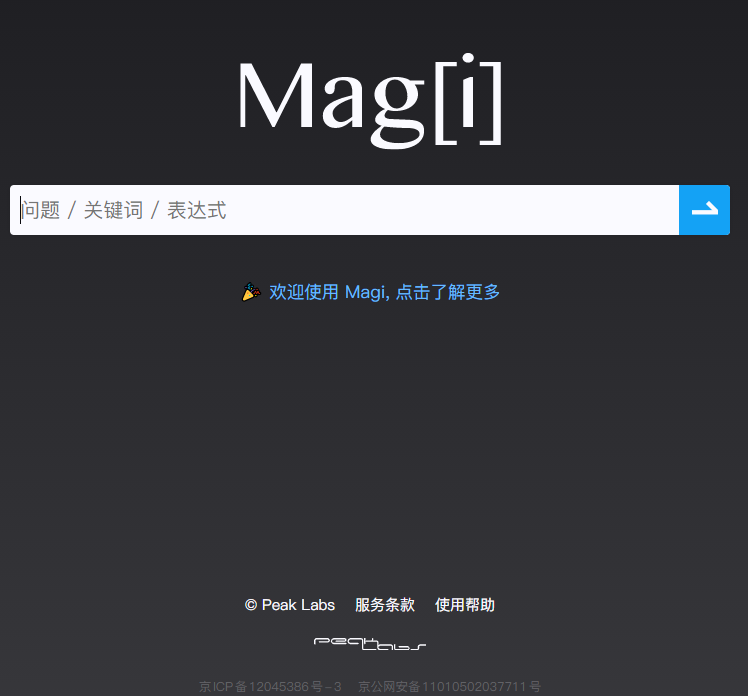 Mag[i]
问题 / 关键词 / 表达式
欢迎使用 Magi, 点击了解更多
© Peak Labs 服务条款 使用帮助
peak labs
京ICP备12045386号-3 京公网安备11010502037711号